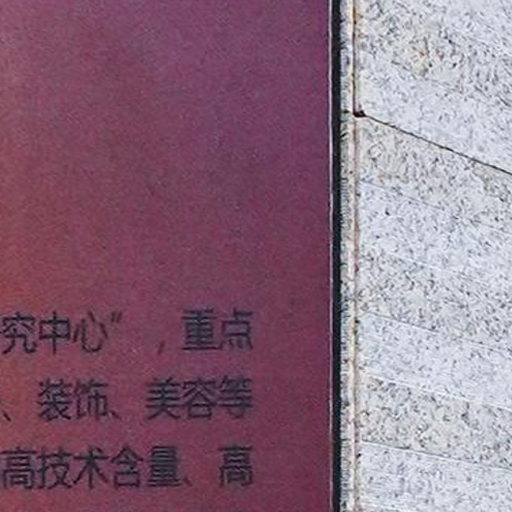 究中心”，重点
、装饰、美容等
高技术含量、高